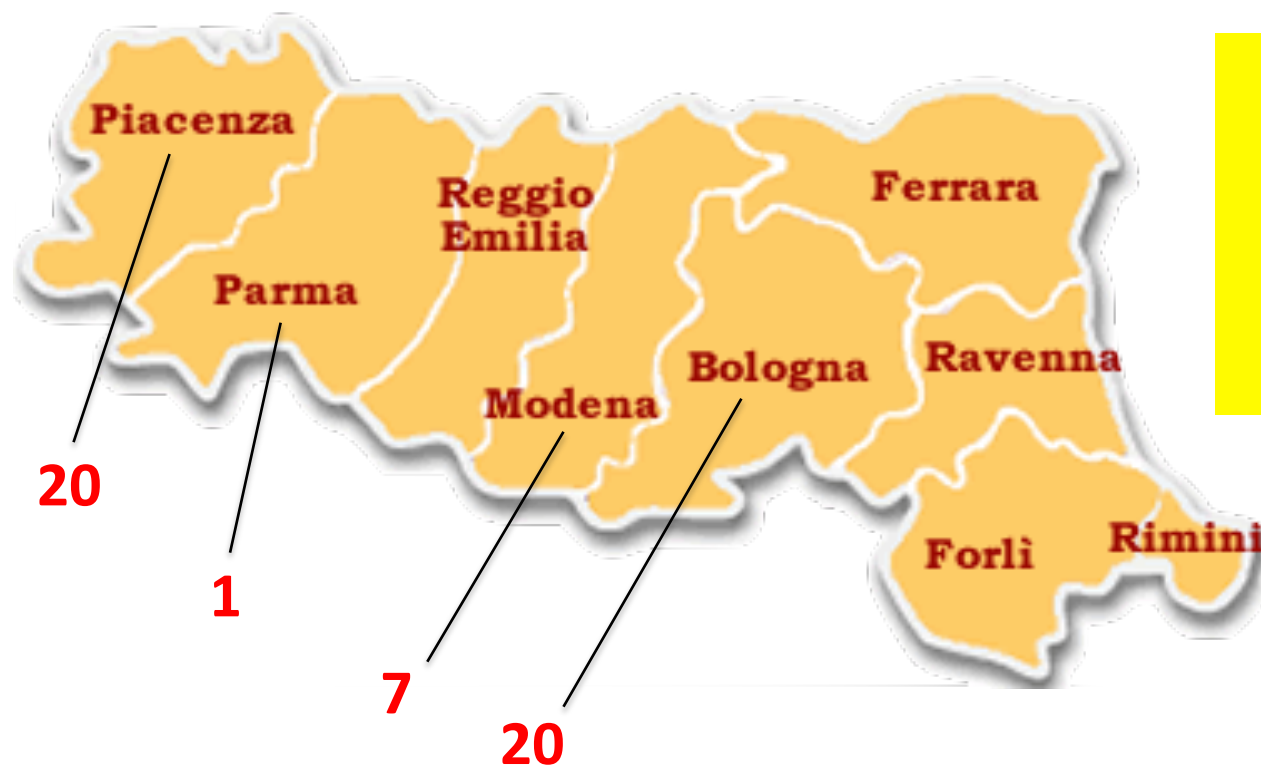 Piacenza
Reggio
Emilia
Ferrara
Parma
Bologna
Ravenna
Modena
20
Forlì
Rimini
1
7
20